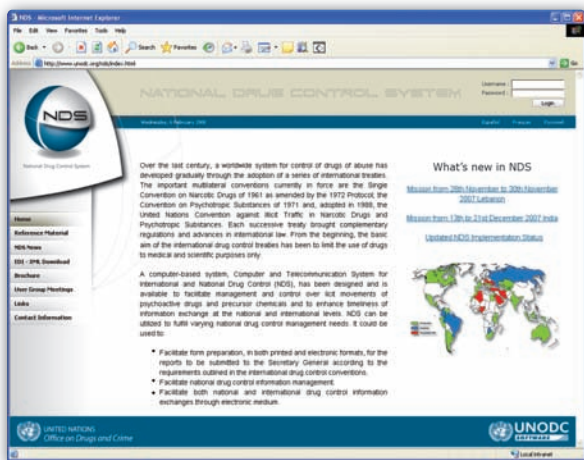 NDS - Microsoft Internet Explorer
File Edit View Favorites Tools Help
Back Search Favorites
Address http://www.unodc.org/nds/index.html Go
NDS
National Drug Control System
NATIONAL DRUG CONTROL SYSTEM
Username :
Password :
Login
Wednesday, 6 February 2008
Español Français Русский
Home
Reference Material
NDS News
EDI - XML Download
Brochure
User Group Meetings
Links
Contact Information
Over the last century, a worldwide system for control of drugs of abuse has
developed gradually through the adoption of a series of international treaties.
The important multilateral conventions currently in force are the Single
Convention on Narcotic Drugs of 1961 as amended by the 1972 Protocol, the
Convention on Psychotropic Substances of 1971 and, adopted in 1988, the
United Nations Convention against Illicit Traffic in Narcotic Drugs and
Psychotropic Substances. Each successive treaty brought complementary
regulations and advances in international law. From the beginning, the basic
aim of the international drug control treaties has been to limit the use of drugs
to medical and scientific purposes only.
A computer-based system, Computer and Telecommunication System for
International and National Drug Control (NDS), has been designed and is
available to facilitate management and control over licit movements of
psychoactive drugs and precursor chemicals and to enhance timeliness of
information exchange at the national and international levels. NDS can be
utilized to fulfil varying national drug control management needs. It could be
used to:
• Facilitate form preparation, in both printed and electronic formats, for the
reports to be submitted to the Secretary General according to the
requirements outlined in the international drug control conventions.
• Facilitate national drug control information management.
• Facilitate both national and international drug control information
exchanges through electronic medium.
What's new in NDS
Mission from 28th November to 30th November
2007 Lebanon
Mission from 13th to 21st December 2007 India
Updated NDS Implementation Status
UNITED NATIONS
Office on Drugs and Crime
UNODC
SOFTWARE
Local intranet